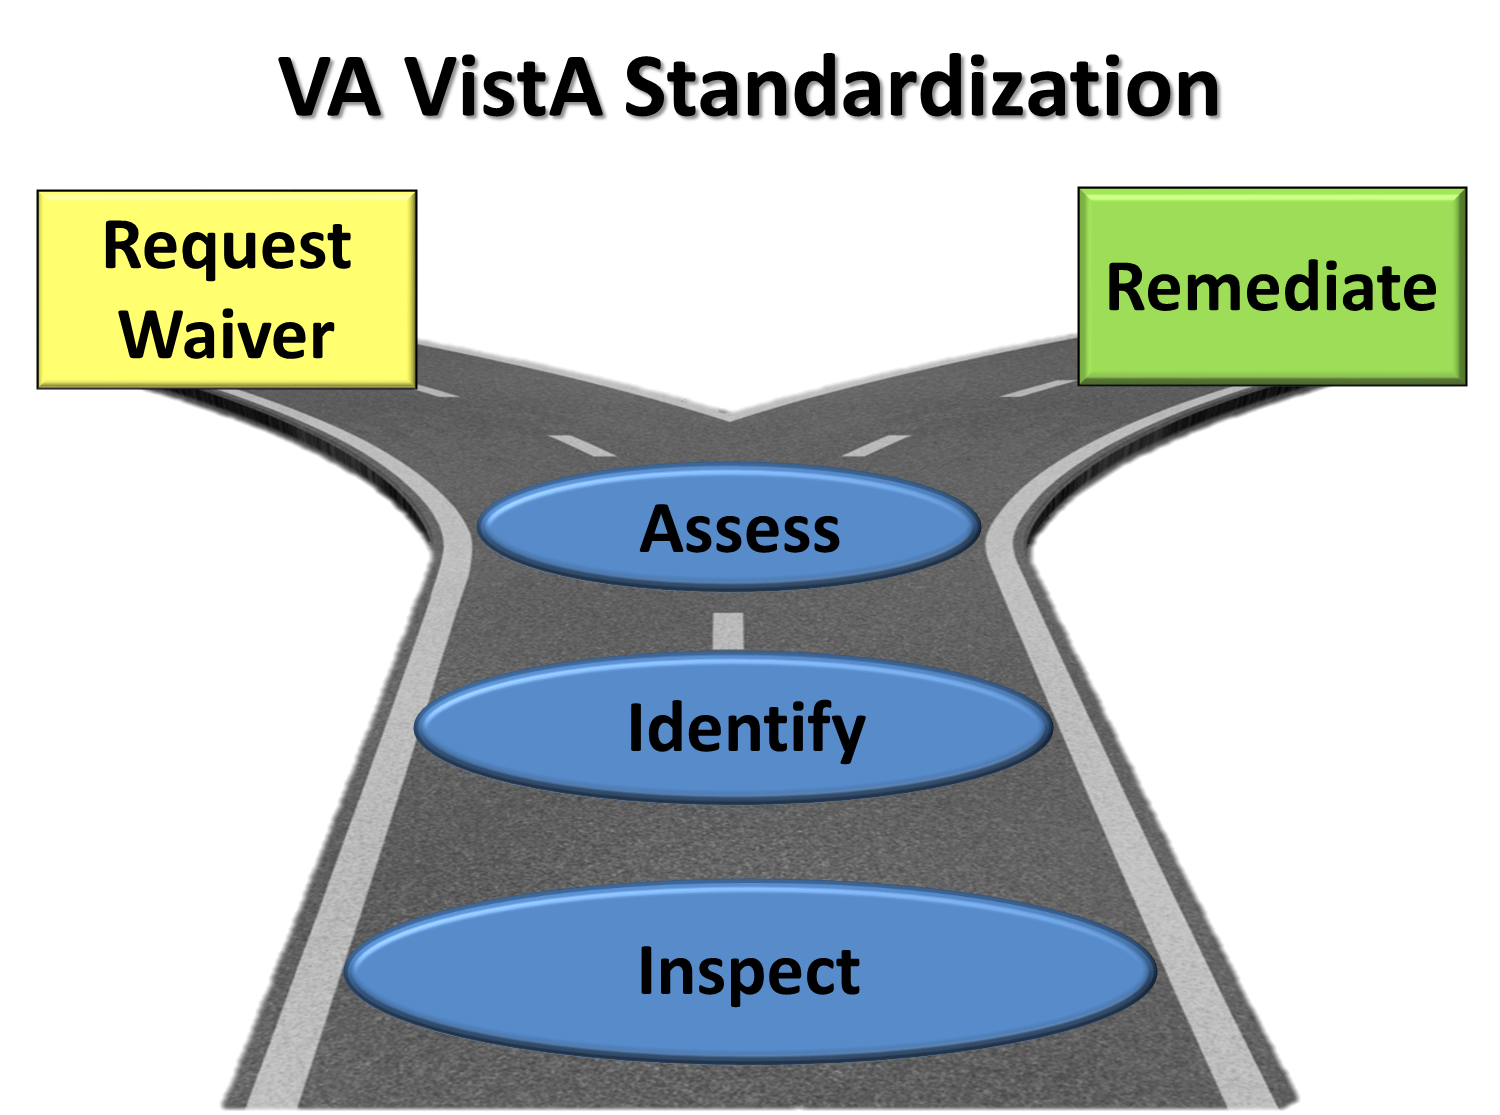 VA VistA Standardization
Request
Waiver
Remediate
Assess
Identify
Inspect